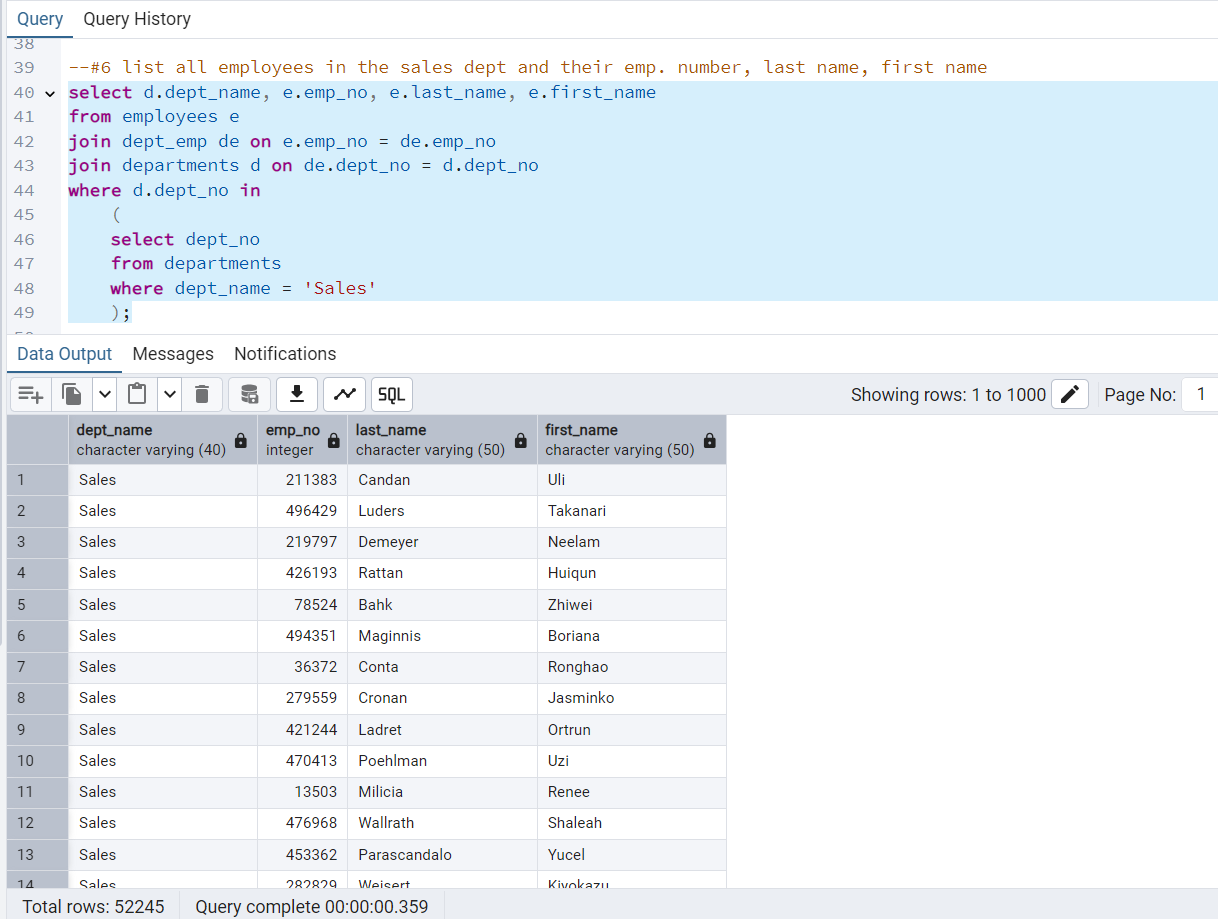 Query Query History
38
39 --#6 list all employees in the sales dept and their emp. number, last name, first name
40 select d.dept_name, e.emp_no, e.last_name, e.first_name
41 from employees e
42 join dept_emp de on e.emp_no = de.emp_no
43 join departments d on de.dept_no = d.dept_no
44 where d.dept_no in
45 (
46 select dept_no
47 from departments
48 where dept_name = 'Sales'
49 );
Data Output Messages Notifications
SQL Showing rows: 1 to 1000 Page No: 1
dept_name emp_no last_name first_name
character varying (40) integer character varying (50) character varying (50)
1 Sales 211383 Candan Uli
2 Sales 496429 Luders Takanari
3 Sales 219797 Demeyer Neelam
4 Sales 426193 Rattan Huiqun
5 Sales 78524 Bahk Zhiwei
6 Sales 494351 Maginnis Boriana
7 Sales 36372 Conta Ronghao
8 Sales 279559 Cronan Jasminko
9 Sales 421244 Ladret Ortrun
10 Sales 470413 Poehlman Uzi
11 Sales 13503 Milicia Renee
12 Sales 476968 Wallrath Shaleah
13 Sales 453362 Parascandalo Yucel
14 Sales 282829 Weisert Kiyokazu
Total rows: 52245 Query complete 00:00:00.359